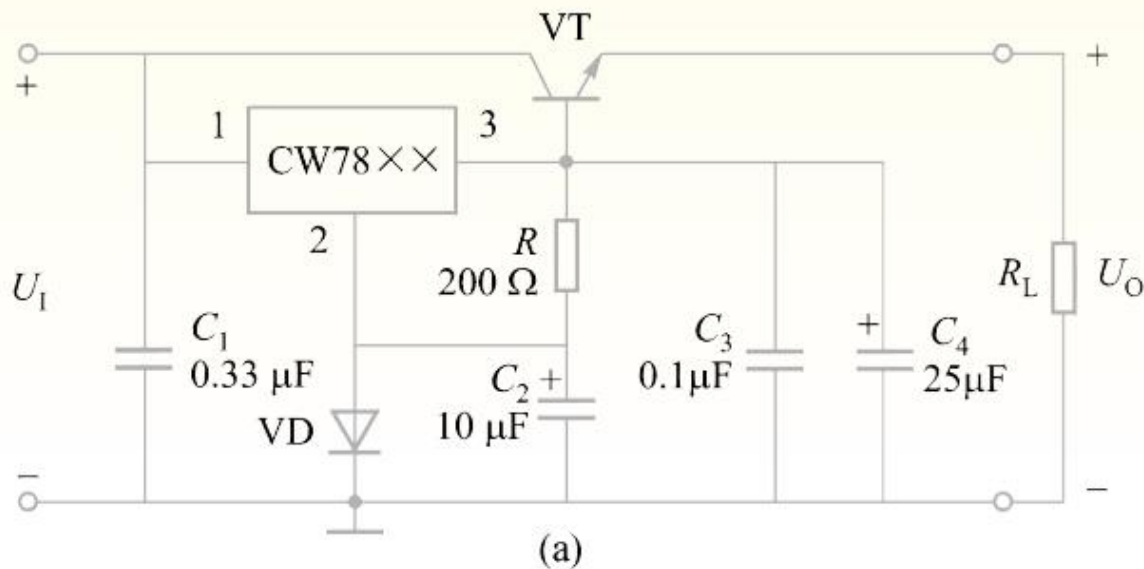 VT
+
+
1
3
CW78××
2
R
200 Ω
U_I
R_L
U_O
C_1
0.33 μF
C_2 +
10 μF
C_3
0.1μF
+
C_4
25μF
VD
−
−
(a)